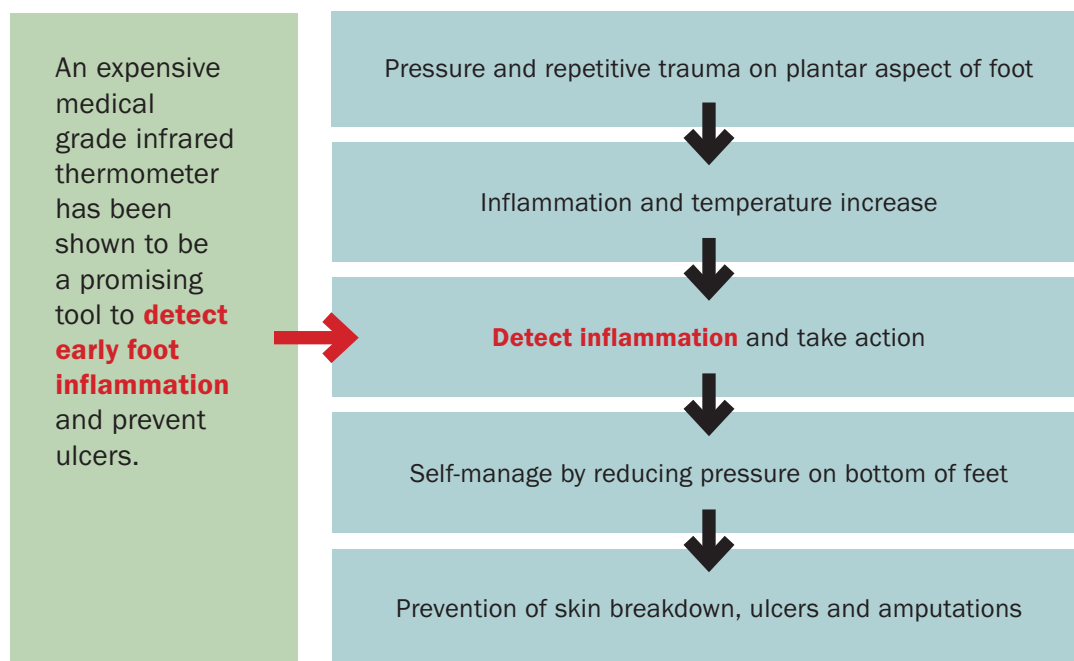 An expensive
medical
grade infrared
thermometer
has been
shown to be
a promising
tool to detect
early foot
inflammation
and prevent
ulcers.
Pressure and repetitive trauma on plantar aspect of foot
Inflammation and temperature increase
Detect inflammation and take action
Self-manage by reducing pressure on bottom of feet
Prevention of skin breakdown, ulcers and amputations